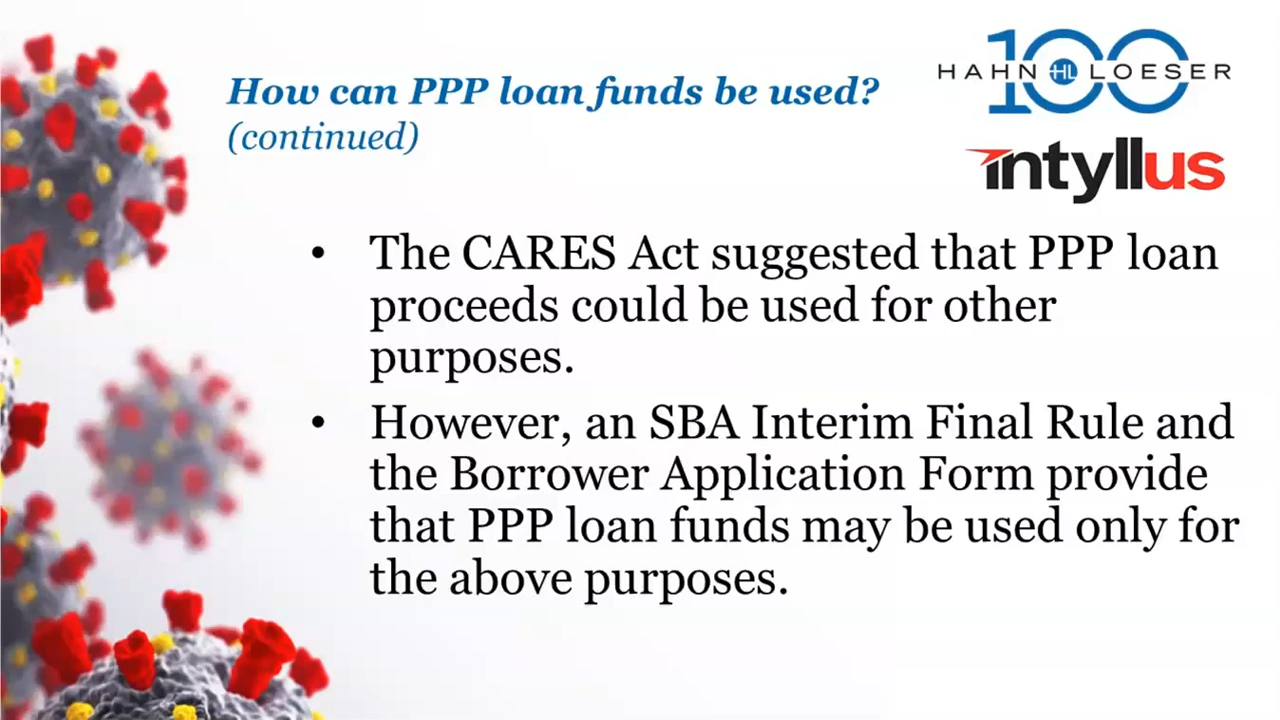 How can PPP loan funds be used?
(continued)
100
HAHN HL LOESER
intyllus
• The CARES Act suggested that PPP loan
proceeds could be used for other
purposes.
• However, an SBA Interim Final Rule and
the Borrower Application Form provide
that PPP loan funds may be used only for
the above purposes.